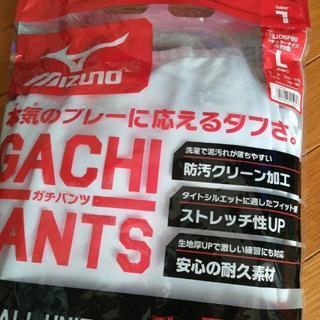 L
12JD6F60
L
MIZUNO
本気のプレーに応えるタフさ。
GACHI
ガチパンツ
PANTS
洗濯で泥汚れが落ちやすい
防汚クリーン加工
タイトシルエットに適したフィット感
ストレッチ性UP
生地厚UPで激しい練習にも対応
安心の耐久素材